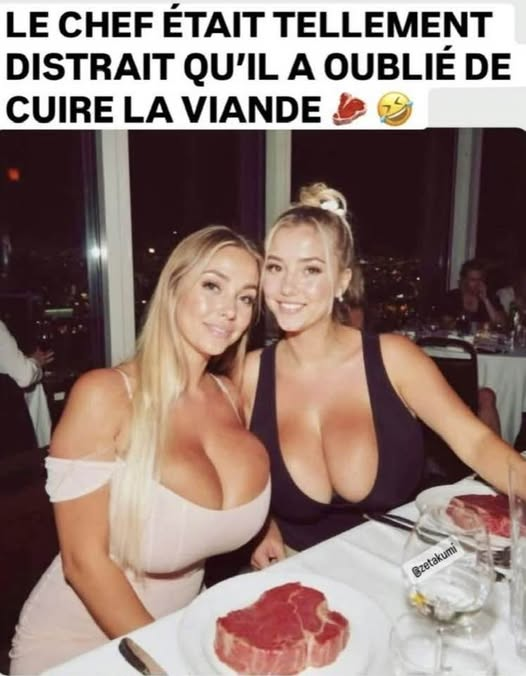 LE CHEF ÉTAIT TELLEMENT
DISTRAIT QU’IL A OUBLIÉ DE
CUIRE LA VIANDE 🥩 🤣
@zetakumi